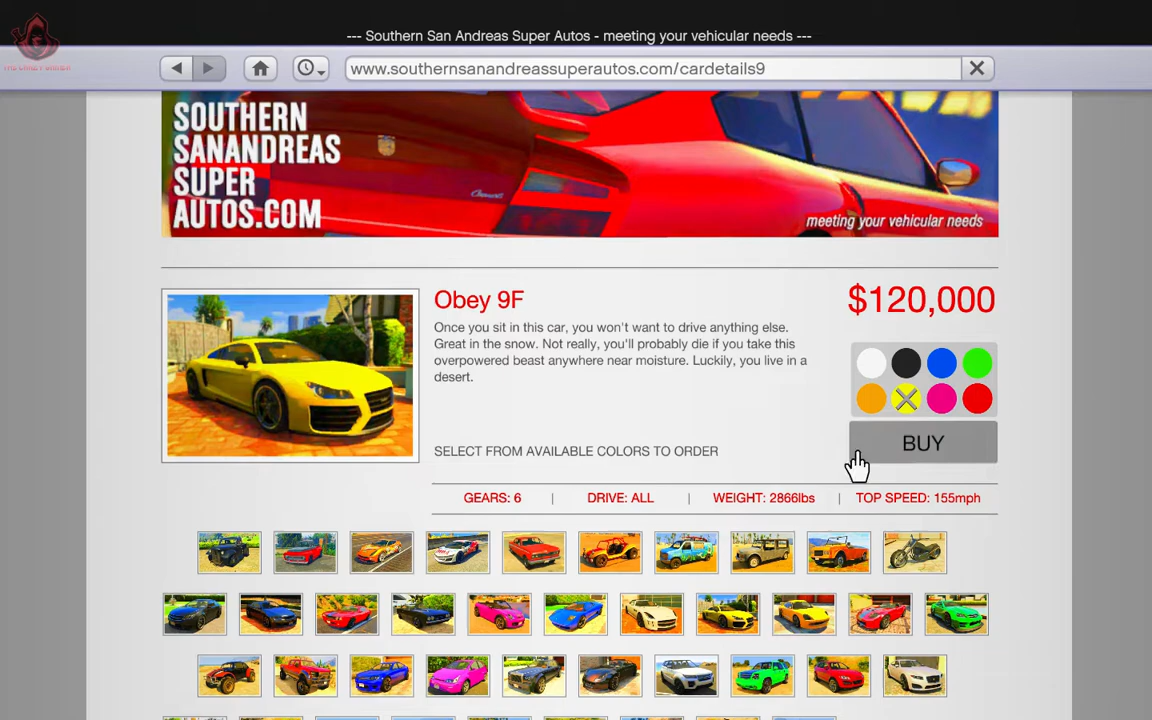 --- Southern San Andreas Super Autos - meeting your vehicular needs ---
www.southernsanandreassuperautos.com/cardetails9
SOUTHERN
SANANDREAS
SUPER
AUTOS.COM
meeting your vehicular needs
Obey 9F
$120,000
Once you sit in this car, you won't want to drive anything else.
Great in the snow. Not really, you'll probably die if you take this
overpowered beast anywhere near moisture. Luckily, you live in a
desert.
SELECT FROM AVAILABLE COLORS TO ORDER
BUY
GEARS: 6 | DRIVE: ALL | WEIGHT: 2866lbs | TOP SPEED: 155mph